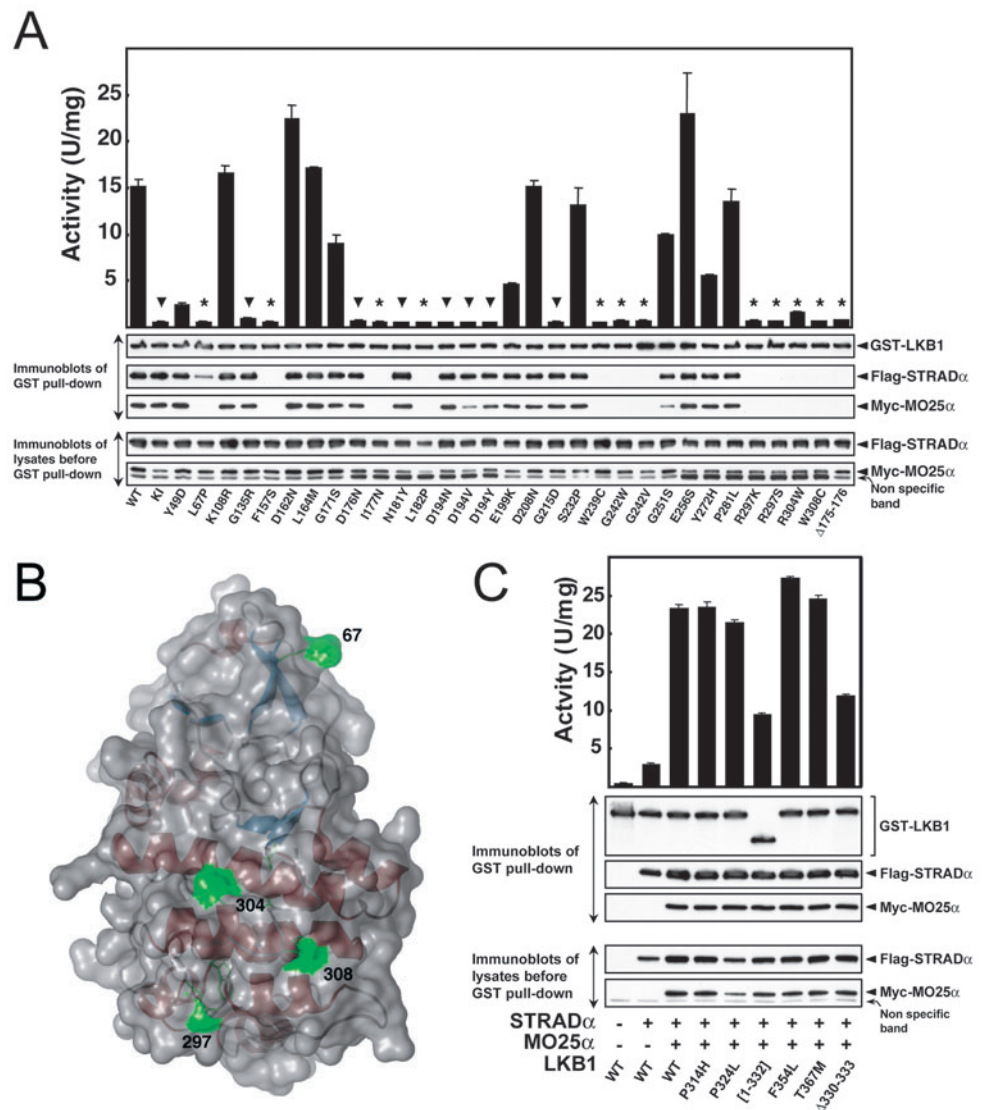 A
Activity (U/mg)
25
20
15
10
5
▼ * ▼ * ▼ * ▼ * ▼ ▼ ▼ ▼ * * * * * * * *
Immunoblots of
GST pull-down
GST-LKB1
Flag-STRADα
Myc-MO25α
Immunoblots of
lysates before
GST pull-down
Flag-STRADα
Myc-MO25α
Non specific
band
WT KI Y49D L67P K108R G135R F157S D162N L164M G171S D176N I177N N181Y L182P D194N D194V D194Y E199K D208N G215D S232P W239C G242W G242V G251S E256S Y272H P281L R297K R297S R304W W308C Δ175-176
B
67
304
308
297
C
Actvity (U/mg)
25
20
15
10
5
Immunoblots of
GST pull-down
GST-LKB1
Flag-STRADα
Myc-MO25α
Immunoblots of
lysates before
GST pull-down
Flag-STRADα
Myc-MO25α
Non specific
band
STRADα - + + + + + + + +
MO25α - - + + + + + + +
LKB1 WT WT WT P314H P324L [1-332] F354L T367M Δ330-333